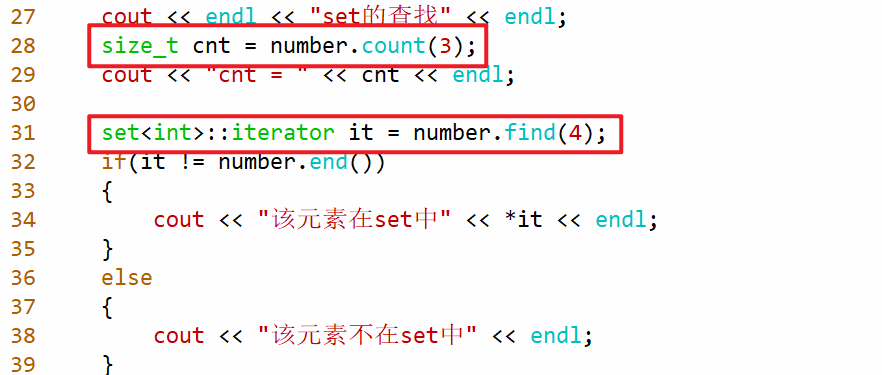 27 cout << endl << "set的查找" << endl;
28 size_t cnt = number.count(3);
29 cout << "cnt = " << cnt << endl;
30
31 set<int>::iterator it = number.find(4);
32 if(it != number.end())
33 {
34     cout << "该元素在set中" << *it << endl;
35 }
36 else
37 {
38     cout << "该元素不在set中" << endl;
39 }